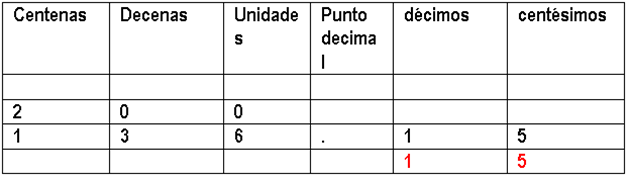 Centenas Decenas Unidade Punto décimos centésimos
s decima
l
2 0 0
1 3 6 . 1 5
1 5